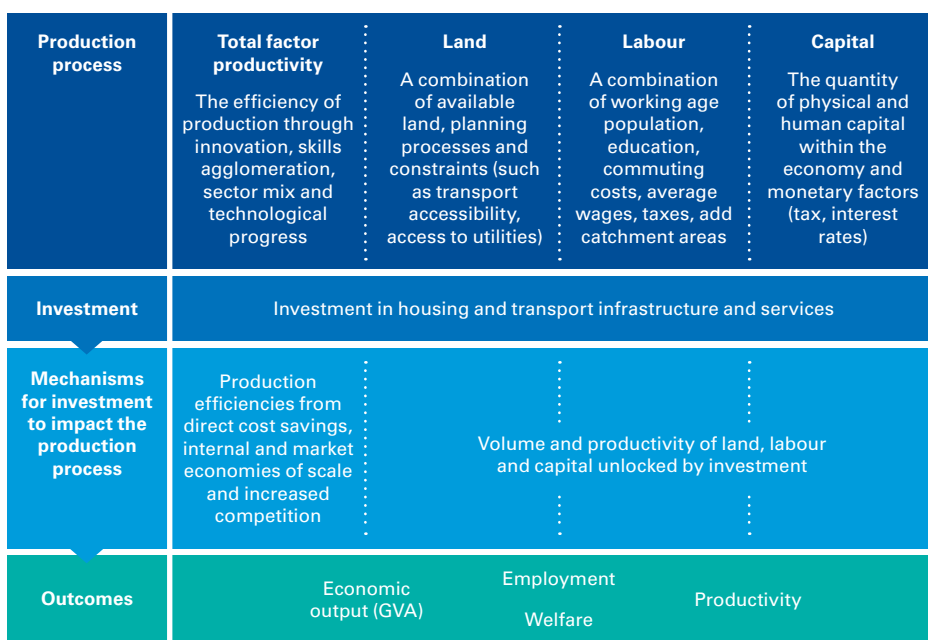 Production
process
Total factor
productivity
The efficiency of
production through
innovation, skills
agglomeration,
sector mix and
technological
progress
Land
A combination
of available
land, planning
processes and
constraints (such
as transport
accessibility,
access to utilities)
Labour
A combination
of working age
population,
education,
commuting
costs, average
wages, taxes, add
catchment areas
Capital
The quantity
of physical and
human capital
within the
economy and
monetary factors
(tax, interest
rates)
Investment
Investment in housing and transport infrastructure and services
Mechanisms
for investment
to impact the
production
process
Production
efficiencies from
direct cost savings,
internal and market
economies of scale
and increased
competition
Volume and productivity of land, labour
and capital unlocked by investment
Outcomes
Economic
output (GVA)
Employment
Welfare
Productivity